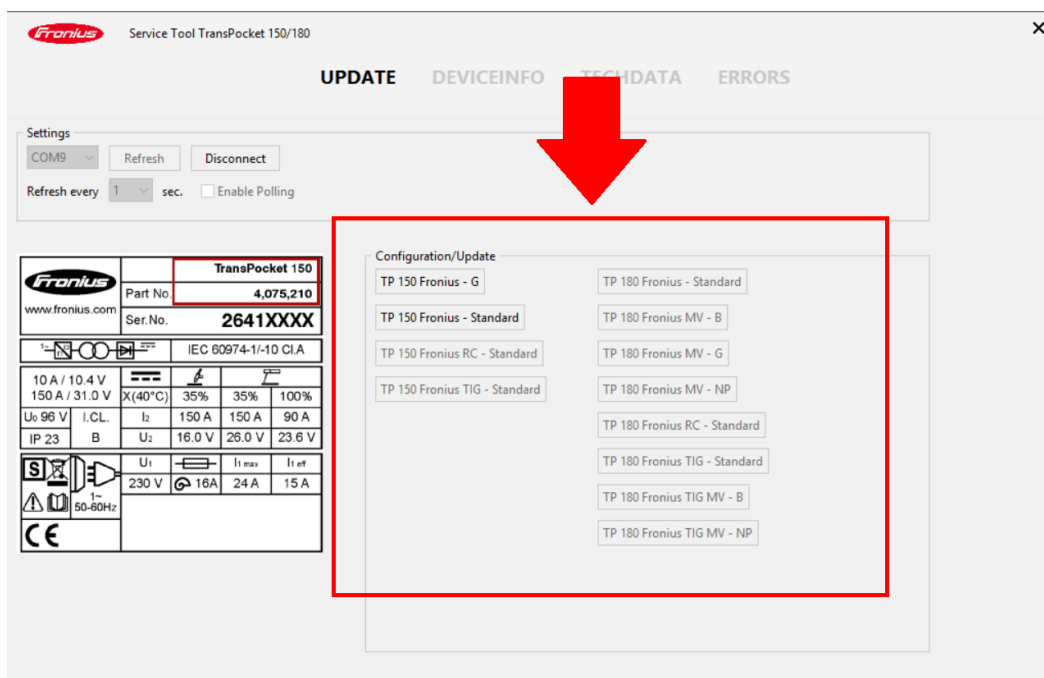 Fronius Service Tool TransPocket 150/180
UPDATE DEVICEINFO TECHDATA ERRORS
Settings
COM9 Refresh Disconnect
Refresh every 1 sec. Enable Polling
Fronius
www.fronius.com
TransPocket 150
Part No. 4,075,210
Ser.No. 2641XXXX
1~ IEC 60974-1/-10 Cl.A
10 A / 10.4 V
150 A / 31.0 V X(40°C) 35% 35% 100%
U₀ 96 V I.CL. I₂ 150 A 150 A 90 A
IP 23 B U₂ 16.0 V 26.0 V 23.6 V
S U₁ I₁ max I₁ eff
230 V 16A 24 A 15 A
1~
50-60Hz
CE
Configuration/Update
TP 150 Fronius - G
TP 150 Fronius - Standard
TP 150 Fronius RC - Standard
TP 150 Fronius TIG - Standard
TP 180 Fronius - Standard
TP 180 Fronius MV - B
TP 180 Fronius MV - G
TP 180 Fronius MV - NP
TP 180 Fronius RC - Standard
TP 180 Fronius TIG - Standard
TP 180 Fronius TIG MV - B
TP 180 Fronius TIG MV - NP